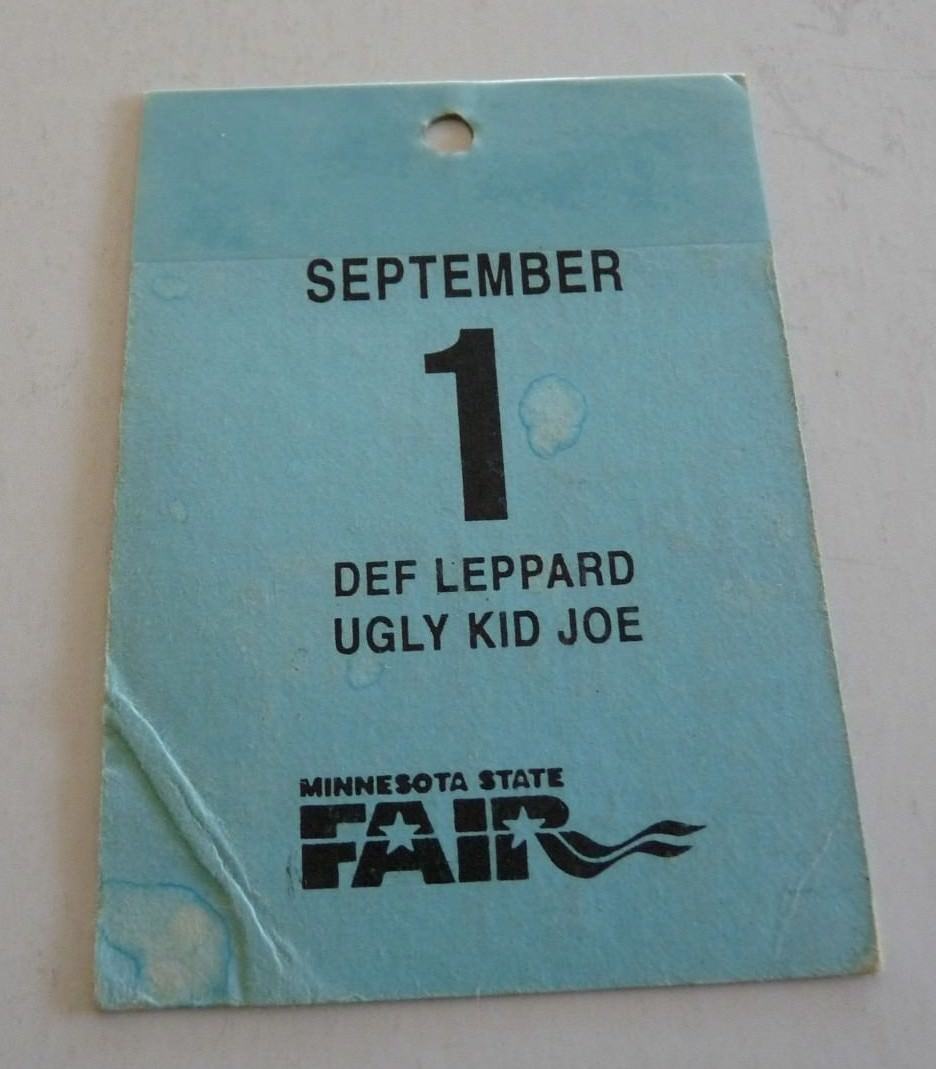 SEPTEMBER
1
DEF LEPPARD
UGLY KID JOE
MINNESOTA STATE
FAIR